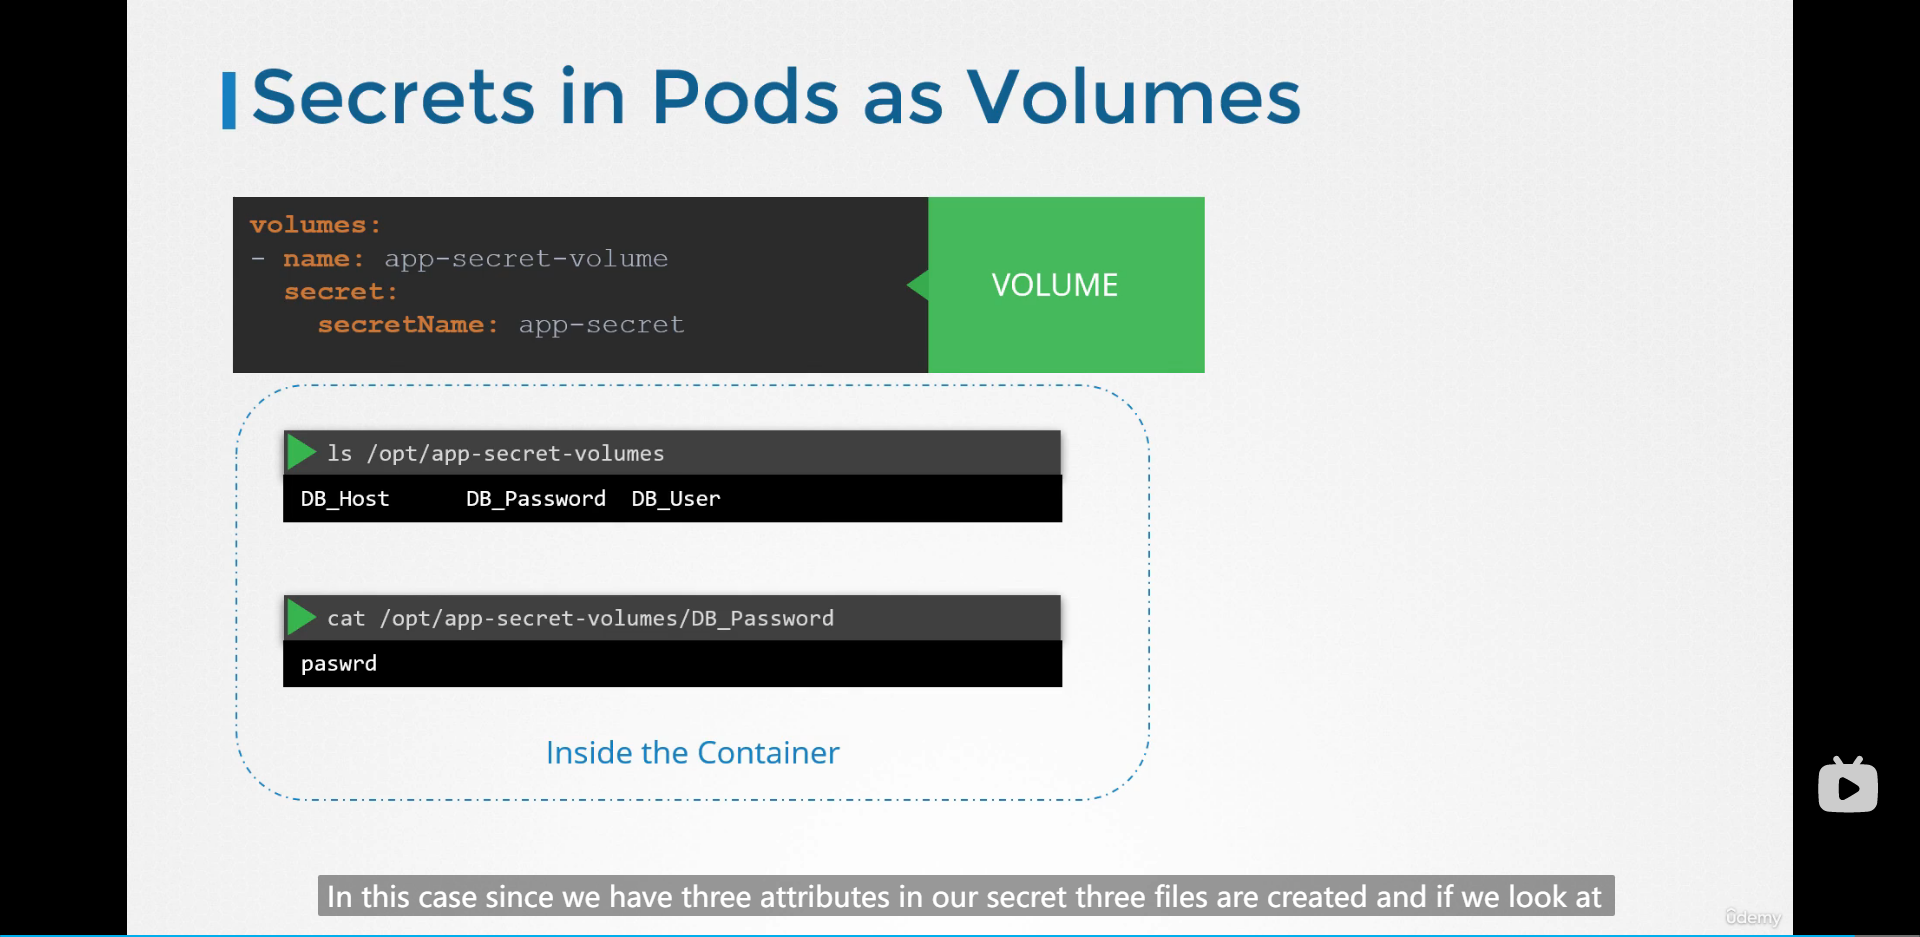 Secrets in Pods as Volumes
volumes:
- name: app-secret-volume
secret:
secretName: app-secret
VOLUME
ls /opt/app-secret-volumes
DB_Host DB_Password DB_User
cat /opt/app-secret-volumes/DB_Password
paswrd
Inside the Container
In this case since we have three attributes in our secret three files are created and if we look at
ûdemy